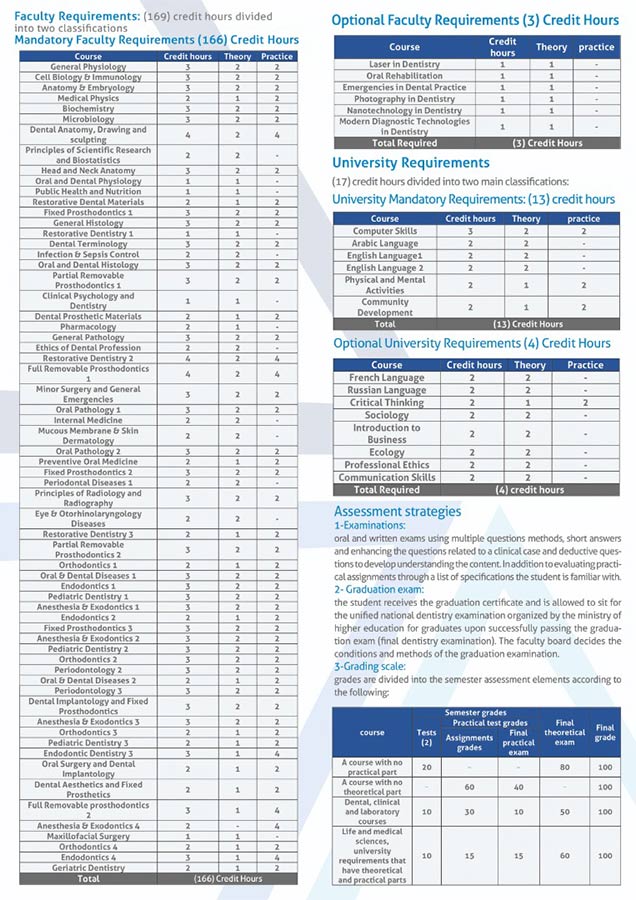 Faculty Requirements: (169) credit hours divided
into two classifications
Mandatory Faculty Requirements (166) Credit Hours
Course Credit hours Theory Practice
General Physiology 3 2 2
Cell Biology & Immunology 3 2 2
Anatomy & Embryology 3 2 2
Medical Physics 2 1 2
Biochemistry 3 2 2
Microbiology 3 2 2
Dental Anatomy, Drawing and
sculpting 4 2 4
Principles of Scientific Research
and Biostatistics 2 2 -
Head and Neck Anatomy 3 2 2
Oral and Dental Physiology 1 1 -
Public Health and Nutrition 1 1 -
Restorative Dental Materials 2 1 2
Fixed Prosthodontics 1 3 2 2
General Histology 3 2 2
Restorative Dentistry 1 1 1 -
Dental Terminology 3 2 2
Infection & Sepsis Control 2 2 -
Oral and Dental Histology 3 2 2
Partial Removable
Prosthodontics 1 3 2 2
Clinical Psychology and
Dentistry 1 1 -
Dental Prosthetic Materials 2 1 2
Pharmacology 2 1 -
General Pathology 3 2 2
Ethics of Dental Profession 2 2 -
Restorative Dentistry 2 4 2 4
Full Removable Prosthodontics
1 4 2 4
Minor Surgery and General
Emergencies 3 2 2
Oral Pathology 1 3 2 2
Internal Medicine 2 2 -
Mucous Membrane & Skin
Dermatology 2 2 -
Oral Pathology 2 3 2 2
Preventive Oral Medicine 2 1 2
Fixed Prosthodontics 2 3 2 2
Periodontal Diseases 1 2 2 -
Principles of Radiology and
Radiography 3 2 2
Eye & Otorhinolaryngology
Diseases 2 2 -
Restorative Dentistry 3 2 1 2
Partial Removable
Prosthodontics 2 3 2 2
Orthodontics 1 2 1 2
Oral & Dental Diseases 1 3 2 2
Endodontics 1 3 2 2
Pediatric Dentistry 1 3 2 2
Anesthesia & Exodontics 1 3 2 2
Endodontics 2 2 1 2
Fixed Prosthodontics 3 3 2 2
Anesthesia & Exodontics 2 3 2 2
Pediatric Dentistry 2 3 2 2
Orthodontics 2 3 2 2
Periodontology 2 3 2 2
Oral & Dental Diseases 2 2 1 2
Periodontology 3 3 2 2
Dental Implantology and Fixed
Prosthodontics 3 2 2
Anesthesia & Exodontics 3 3 2 2
Orthodontics 3 2 1 2
Pediatric Dentistry 3 2 1 2
Endodontic Dentistry 3 3 1 4
Oral Surgery and Dental
Implantology 2 1 2
Dental Aesthetics and Fixed
Prosthetics 2 1 2
Full Removable prosthodontics
2 3 1 4
Anesthesia & Exodontics 4 2 - 4
Maxillofacial Surgery 1 1 -
Orthodontics 4 2 1 2
Endodontics 4 3 1 4
Geriatric Dentistry 2 1 2
Total (166) Credit Hours
Optional Faculty Requirements (3) Credit Hours
Course Credit
hours Theory practice
Laser in Dentistry 1 1 -
Oral Rehabilitation 1 1 -
Emergencies in Dental Practice 1 1 -
Photography in Dentistry 1 1 -
Nanotechnology in Dentistry 1 1 -
Modern Diagnostic Technologies
in Dentistry 1 1 -
Total Required (3) Credit Hours
University Requirements
(17) credit hours divided into two main classifications:
University Mandatory Requirements: (13) credit hours
Course Credit hours Theory practice
Computer Skills 3 2 2
Arabic Language 2 2 -
English Language1 2 2 -
English Language 2 2 2 -
Physical and Mental
Activities 2 1 2
Community
Development 2 1 2
Total (13) Credit Hours
Optional University Requirements (4) Credit Hours
Course Credit hours Theory Practice
French Language 2 2 -
Russian Language 2 2 -
Critical Thinking 2 1 2
Sociology 2 2 -
Introduction to
Business 2 2 -
Ecology 2 2 -
Professional Ethics 2 2 -
Communication Skills 2 2 -
Total Required (4) credit hours
Assessment strategies
1-Examinations:
oral and written exams using multiple questions methods, short answers
and enhancing the questions related to a clinical case and deductive ques-
tions to develop understanding the content. In addition to evaluating practi-
cal assignments through a list of specifications the student is familiar with.
2- Graduation exam:
the student receives the graduation certificate and is allowed to sit for
the unified national dentistry examination organized by the ministry of
higher education for graduates upon successfully passing the gradua-
tion exam (final dentistry examination). The faculty board decides the
conditions and methods of the graduation examination.
3-Grading scale:
grades are divided into the semester assessment elements according to
the following:
Semester grades
Practical test grades
course Tests
(2) Assignments
grades Final
practical
exam Final
theoretical
exam Final
grade
A course with no
practical part 20 - - 80 100
A course with no
theoretical part - 60 40 - 100
Dental, clinical
and laboratory
courses 10 30 10 50 100
Life and medical
sciences,
university
requirements that
have theoretical
and practical parts 10 15 15 60 100